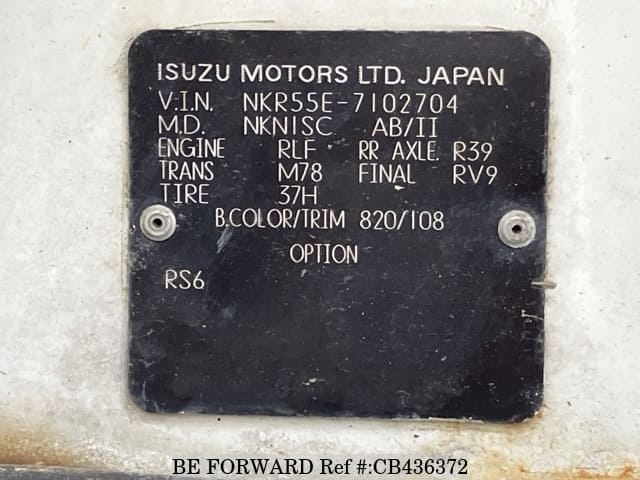 ISUZU MOTORS LTD. JAPAN
V.I.N. NKR55E-7102704
M.D. NKN1SC AB/II
ENGINE RLF RR AXLE. R39
TRANS M78 FINAL RV9
TIRE 37H
B.COLOR/TRIM 820/108
OPTION
RS6
BE FORWARD Ref #:CB436372